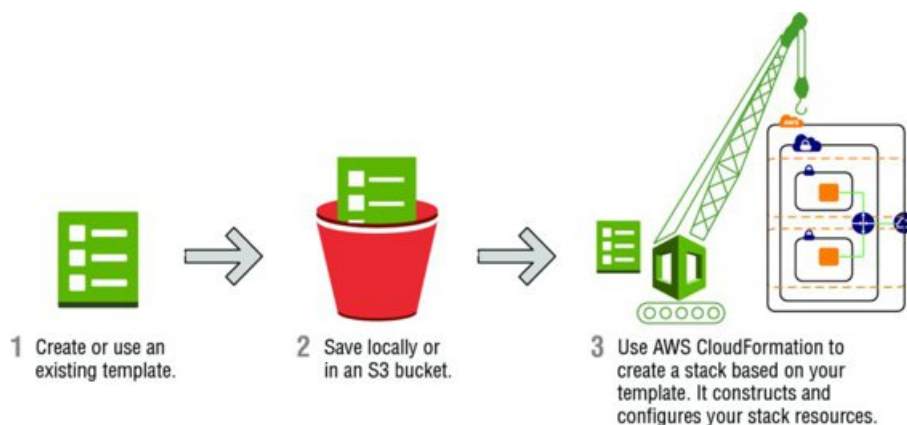 AWS
1 Create or use an
existing template.
2 Save locally or
in an S3 bucket.
3 Use AWS CloudFormation to
create a stack based on your
template. It constructs and
configures your stack resources.